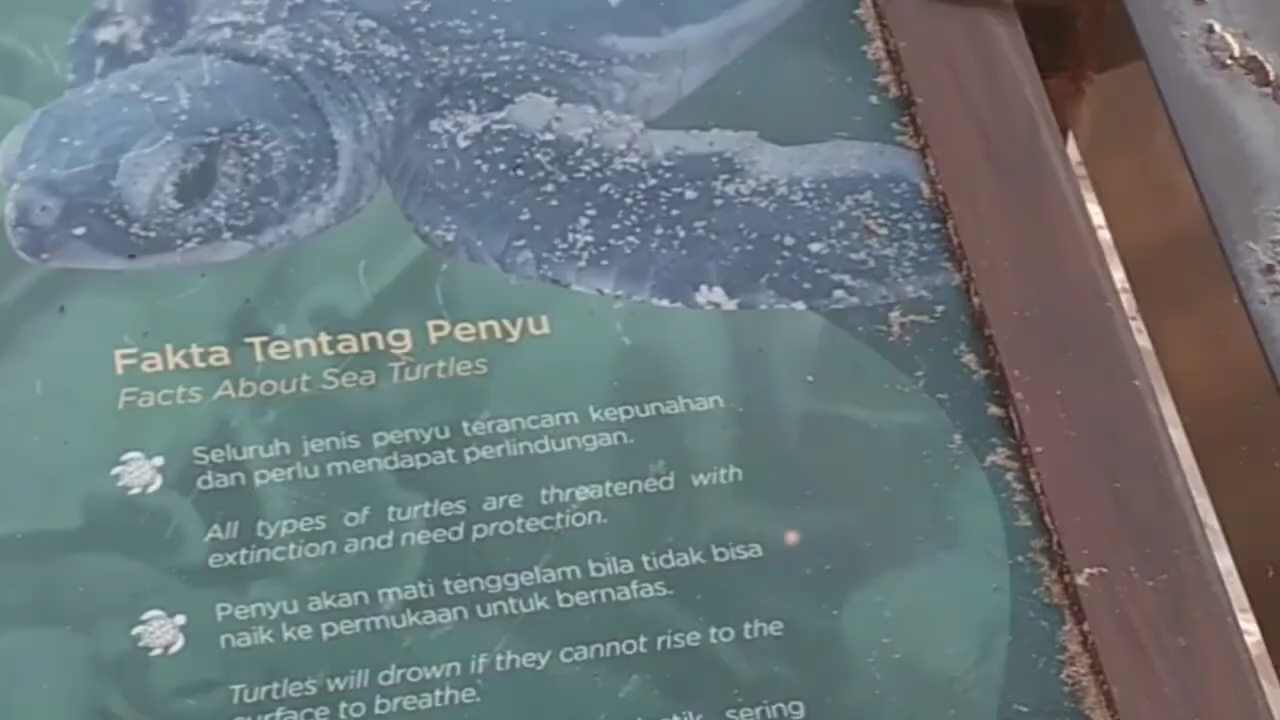 Fakta Tentang Penyu
Facts About Sea Turtles
Seluruh jenis penyu terancam kepunahan
dan perlu mendapat perlindungan.
All types of turtles are threatened with
extinction and need protection.
Penyu akan mati tenggelam bila tidak bisa
naik ke permukaan untuk bernafas.
Turtles will drown if they cannot rise to the
surface to breathe.
sering